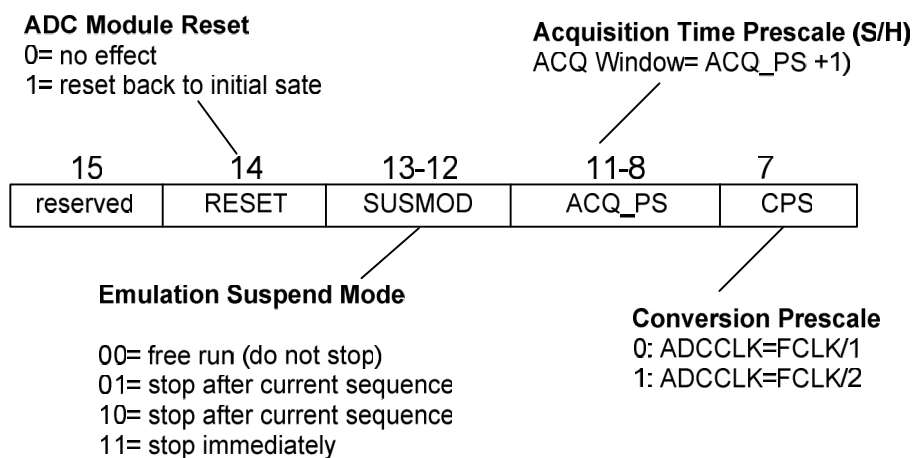 ADC Module Reset
0= no effect
1= reset back to initial sate
Acquisition Time Prescale (S/H)
ACQ Window= ACQ_PS +1)
15 14 13-12 11-8 7
reserved RESET SUSMOD ACQ_PS CPS
Emulation Suspend Mode
00= free run (do not stop)
01= stop after current sequence
10= stop after current sequence
11= stop immediately
Conversion Prescale
0: ADCCLK=FCLK/1
1: ADCCLK=FCLK/2